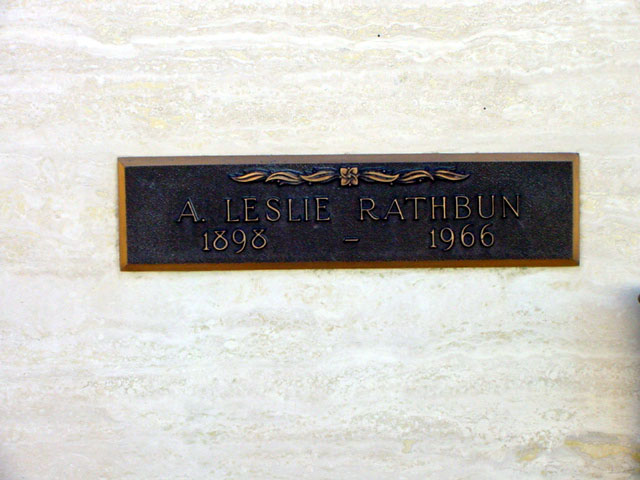 A. LESLIE RATHBUN
1898 – 1966